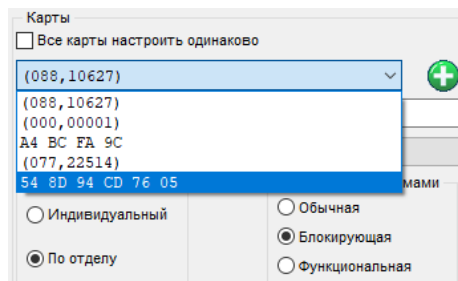 Карты
Все карты настроить одинаково
(088,10627)
(088,10627)
(000,00001)
A4 BC FA 9C
(077,22514)
54 8D 94 CD 76 05
мами
Индивидуальный
Обычная
Блокирующая
По отделу
Функциональная